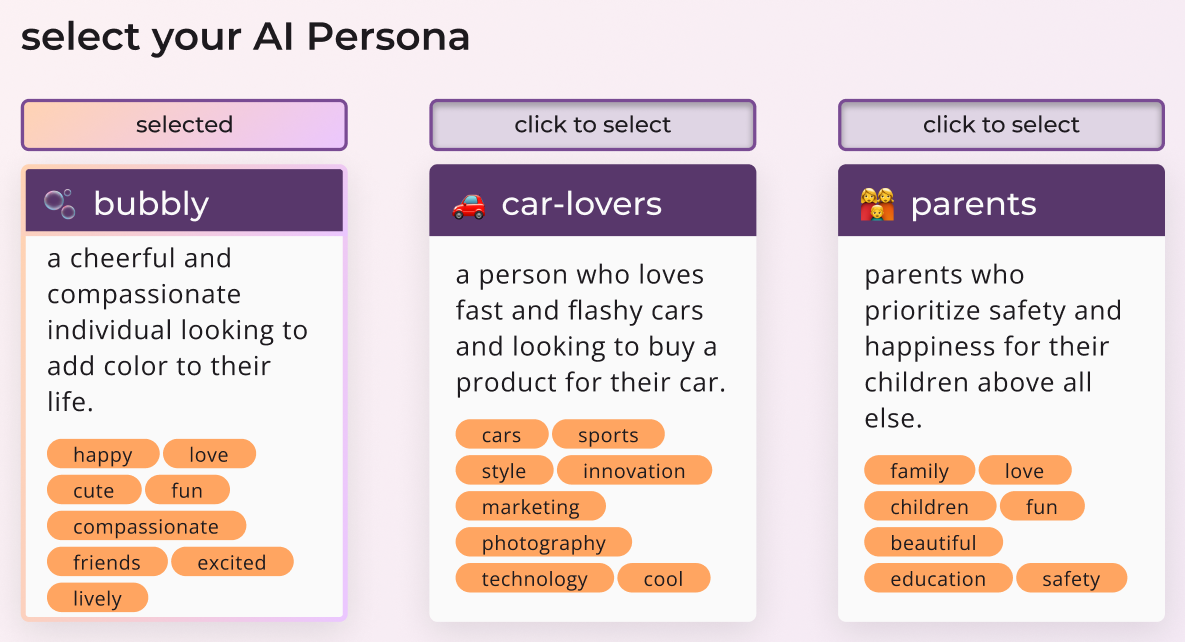 select your AI Persona
selected
click to select
click to select
bubbly
a cheerful and
compassionate
individual looking to
add color to their
life.
happy love
cute fun
compassionate
friends excited
lively
car-lovers
a person who loves
fast and flashy cars
and looking to buy a
product for their car.
cars sports
style innovation
marketing
photography
technology cool
parents
parents who
prioritize safety and
happiness for their
children above all
else.
family love
children fun
beautiful
education safety